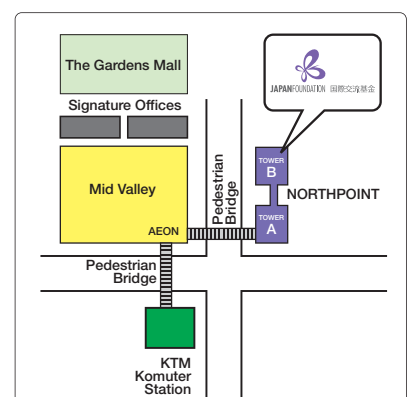 The Gardens Mall
Signature Offices
JAPANFOUNDATION 国際交流基金
Mid Valley
AEON
Pedestrian
Bridge
TOWER
B
NORTHPOINT
TOWER
A
Pedestrian
Bridge
KTM
Komuter
Station